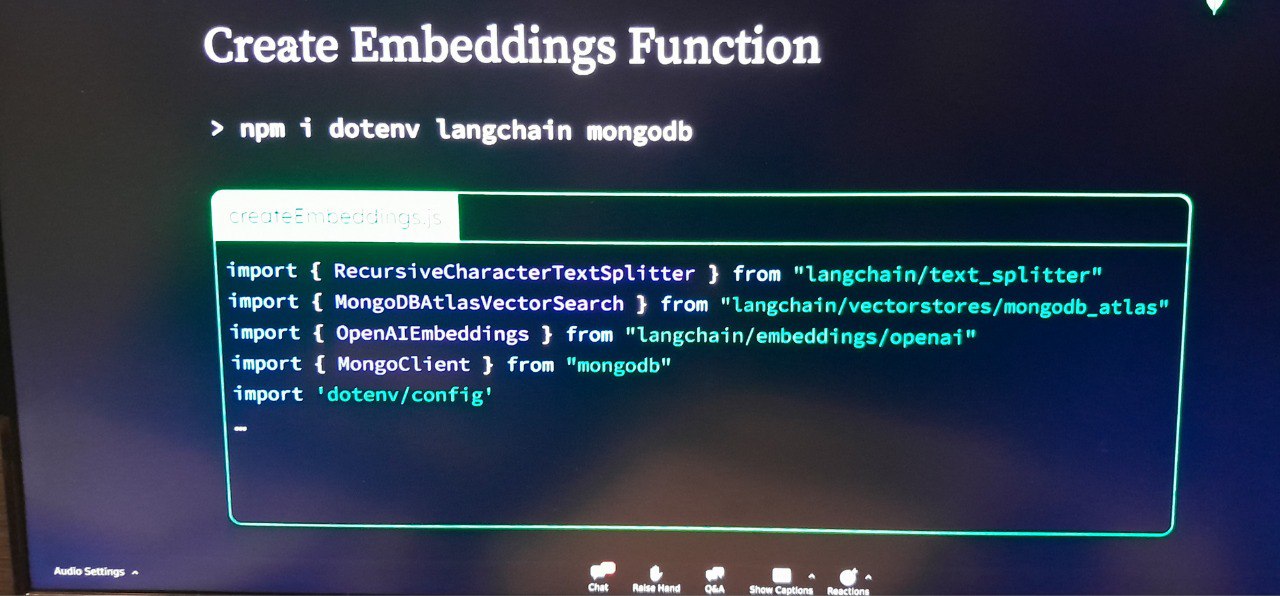 Create Embeddings Function
> npm i dotenv langchain mongodb
createEmbeddings.js
import { RecursiveCharacterTextSplitter } from "langchain/text_splitter"
import { MongoDBAtlasVectorSearch } from "langchain/vectorstores/mongodb_atlas"
import { OpenAIEmbeddings } from "langchain/embeddings/openai"
import { MongoClient } from "mongodb"
import 'dotenv/config'
…
Audio Settings
Chat
Raise Hand
Q&A
Show Captions
Reactions